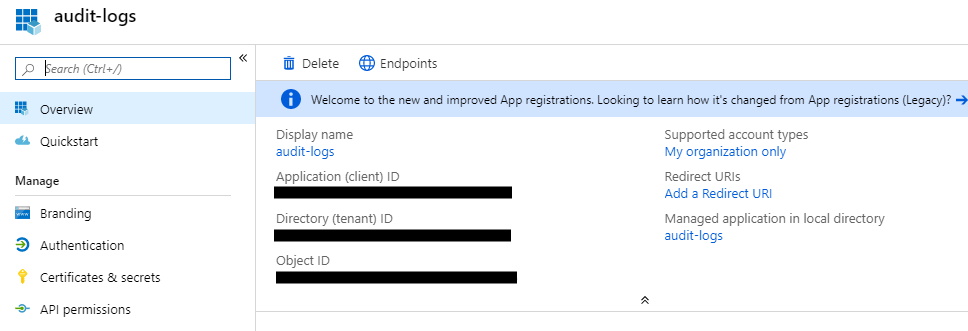 audit-logs
Search (Ctrl+/)
«
Overview
Quickstart
Manage
Branding
Authentication
Certificates & secrets
API permissions
Delete
Endpoints
Welcome to the new and improved App registrations. Looking to learn how it's changed from App registrations (Legacy)? →
Display name
audit-logs
Application (client) ID
Directory (tenant) ID
Object ID
Supported account types
My organization only
Redirect URIs
Add a Redirect URI
Managed application in local directory
audit-logs